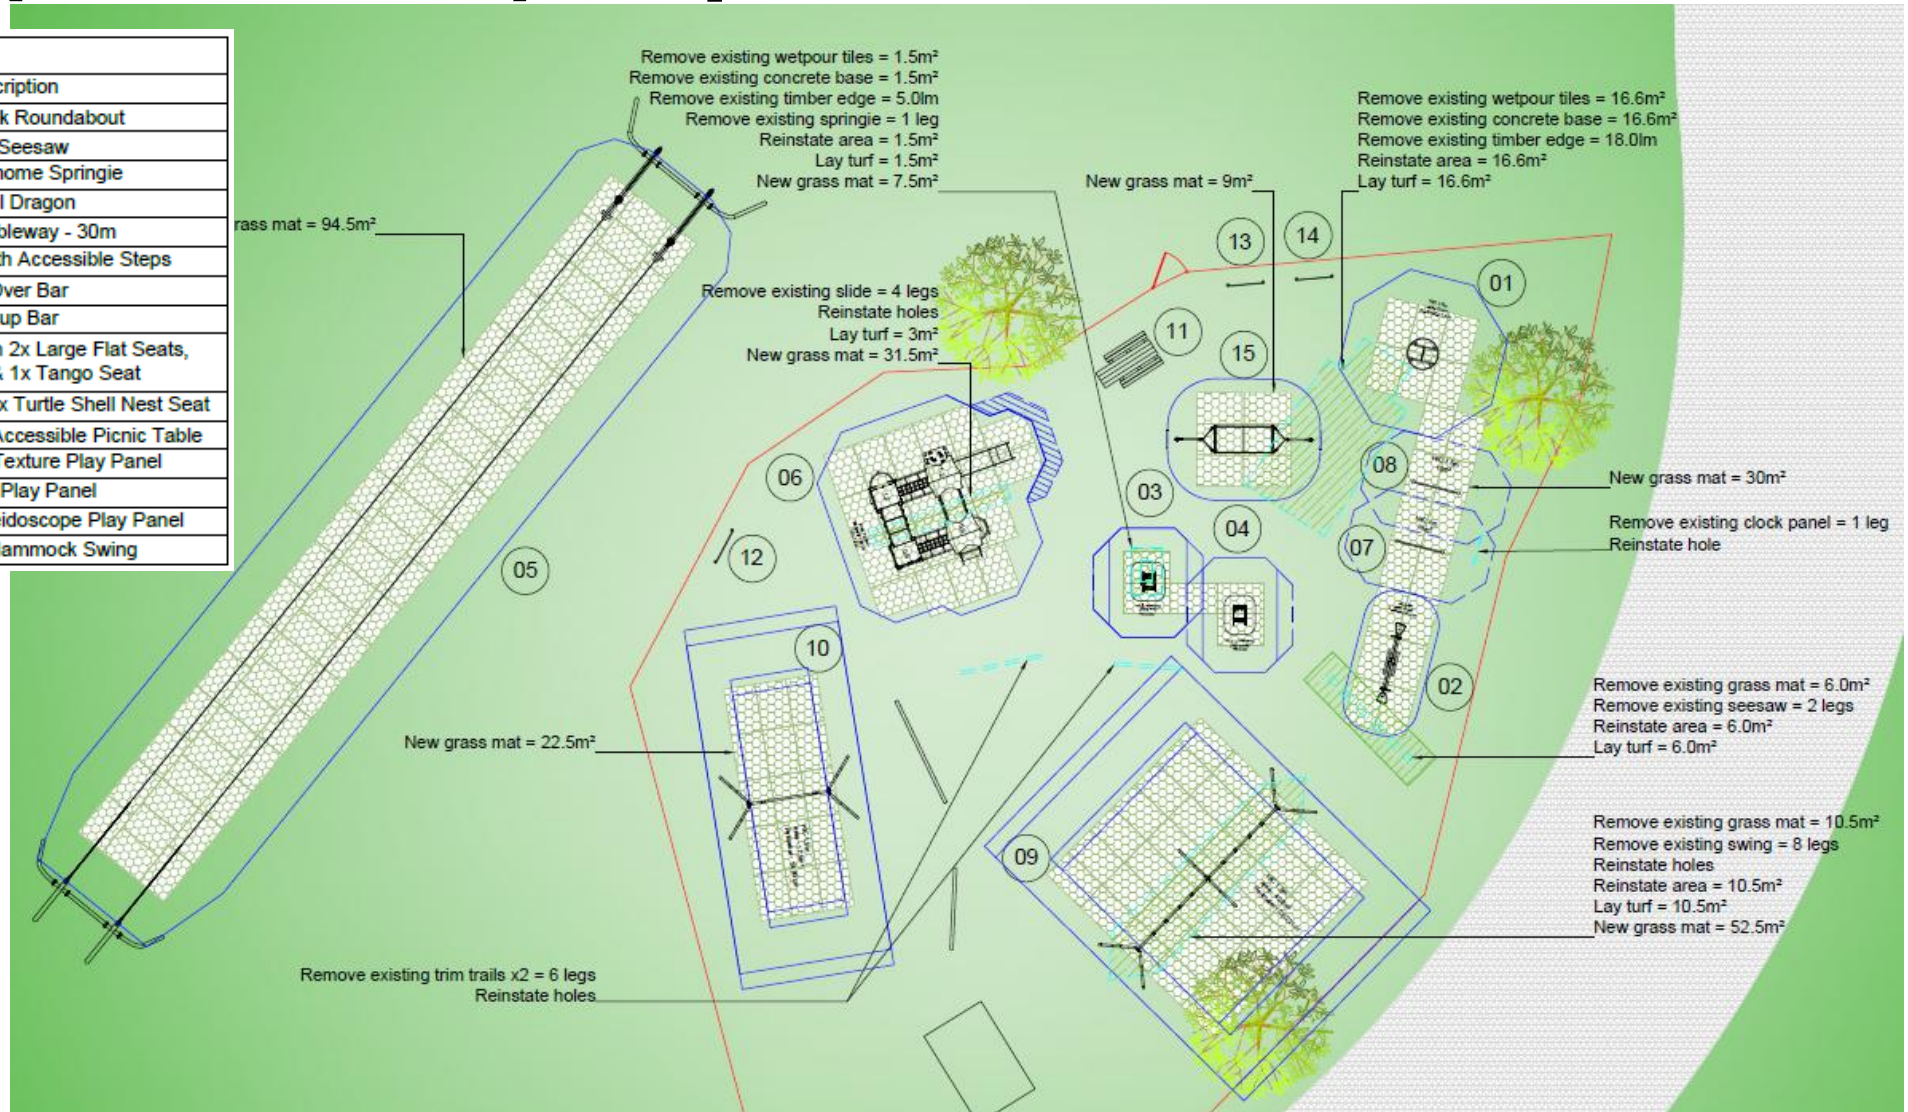 cription
k Roundabout
Seesaw
nome Springie
l Dragon
bleway - 30m
th Accessible Steps
Over Bar
up Bar
n 2x Large Flat Seats,
& 1x Tango Seat
x Turtle Shell Nest Seat
Accessible Picnic Table
Texture Play Panel
Play Panel
eidoscope Play Panel
Hammock Swing
rass mat = 94.5m²
Remove existing wetpour tiles = 1.5m²
Remove existing concrete base = 1.5m²
Remove existing timber edge = 5.0lm
Remove existing springie = 1 leg
Reinstate area = 1.5m²
Lay turf = 1.5m²
New grass mat = 7.5m²
New grass mat = 9m²
Remove existing wetpour tiles = 16.6m²
Remove existing concrete base = 16.6m²
Remove existing timber edge = 18.0lm
Reinstate area = 16.6m²
Lay turf = 16.6m²
Remove existing slide = 4 legs
Reinstate holes
Lay turf = 3m²
New grass mat = 31.5m²
13
14
01
11
15
08
06
03
04
07
12
05
10
02
09
New grass mat = 30m²
Remove existing clock panel = 1 leg
Reinstate hole
Remove existing grass mat = 6.0m²
Remove existing seesaw = 2 legs
Reinstate area = 6.0m²
Lay turf = 6.0m²
New grass mat = 22.5m²
Remove existing grass mat = 10.5m²
Remove existing swing = 8 legs
Reinstate holes
Reinstate area = 10.5m²
Lay turf = 10.5m²
New grass mat = 52.5m²
Remove existing trim trails x2 = 6 legs
Reinstate holes